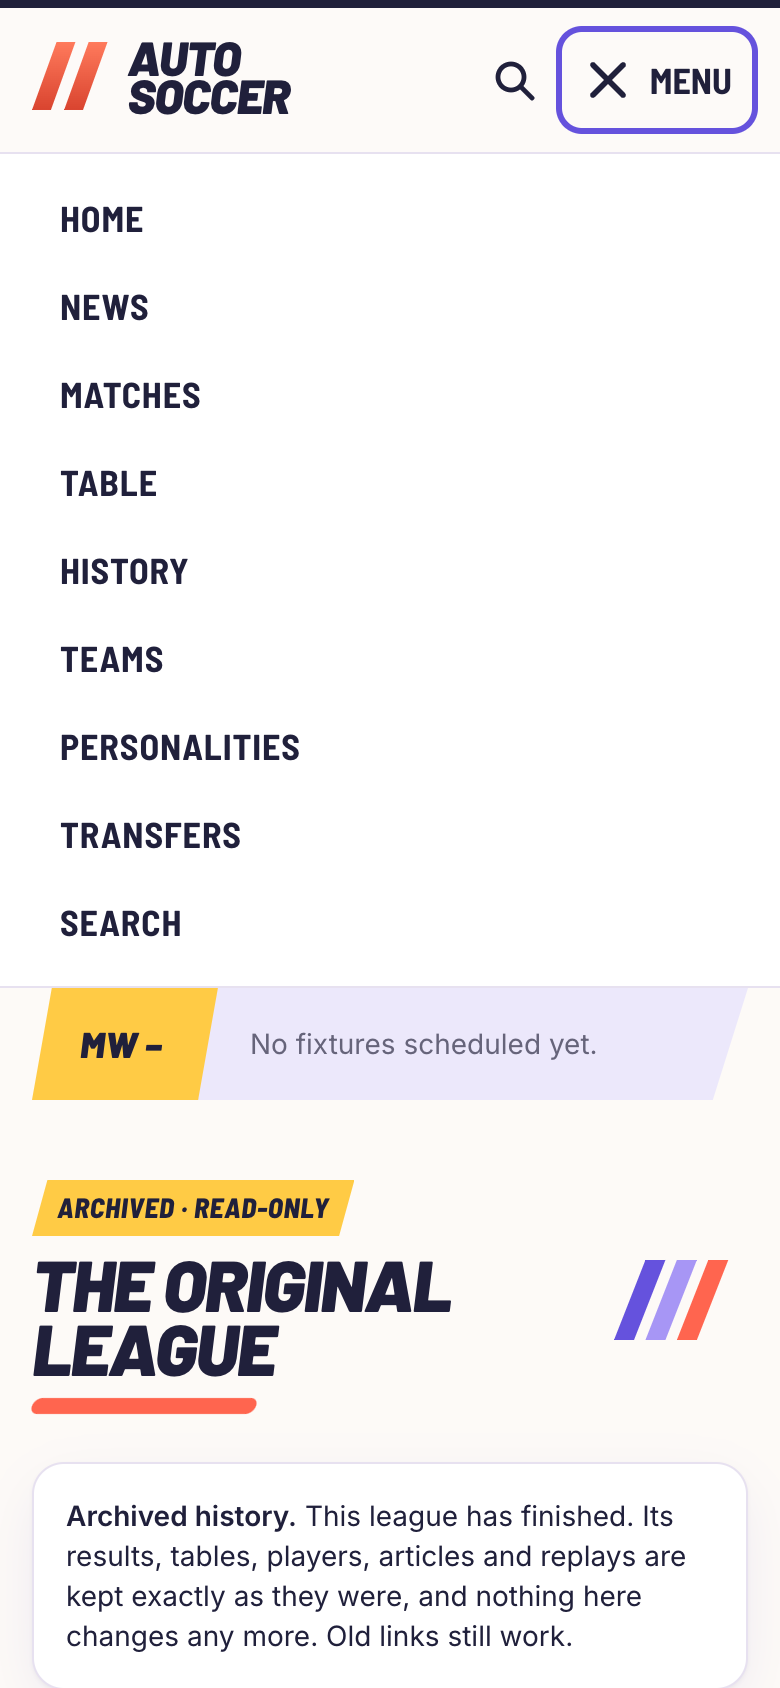 AUTO
SOCCER
MENU
HOME
NEWS
MATCHES
TABLE
HISTORY
TEAMS
PERSONALITIES
TRANSFERS
SEARCH
MW –
No fixtures scheduled yet.
ARCHIVED · READ-ONLY
THE ORIGINAL
LEAGUE
Archived history. This league has finished. Its
results, tables, players, articles and replays are
kept exactly as they were, and nothing here
changes any more. Old links still work.